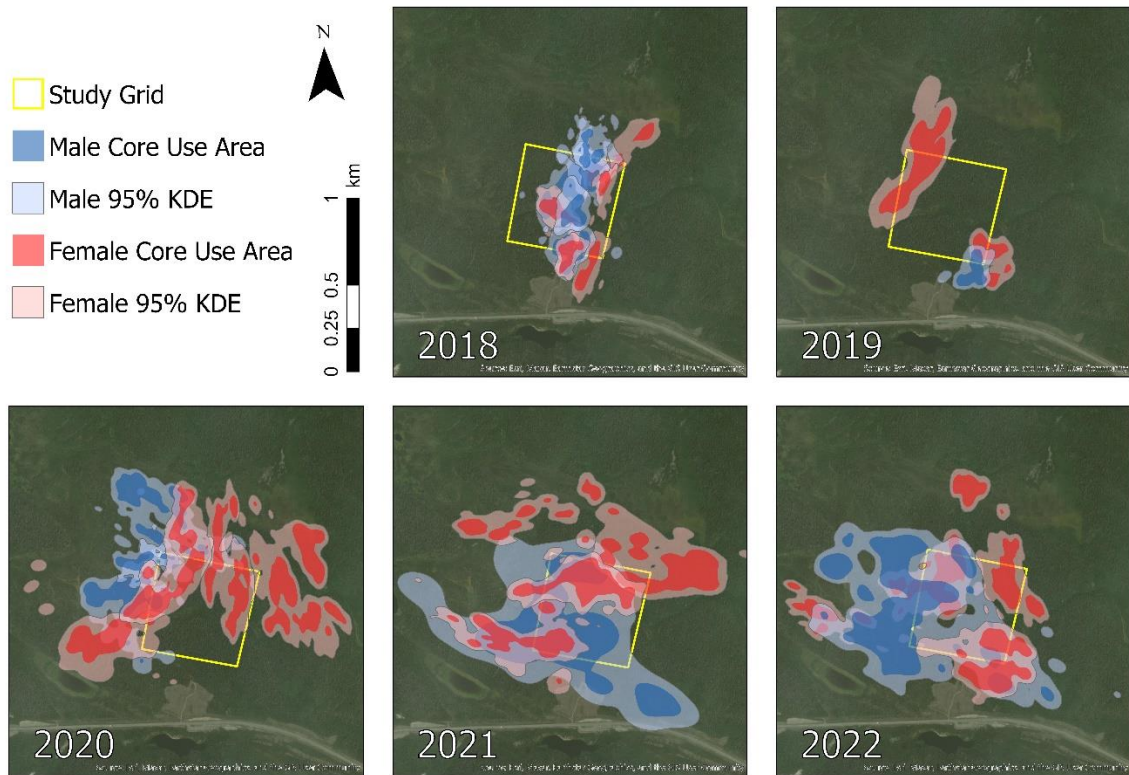 Study Grid
Male Core Use Area
Male 95% KDE
Female Core Use Area
Female 95% KDE
N
km
1
0.5
0.25
0
2018
2019
2020
2021
2022